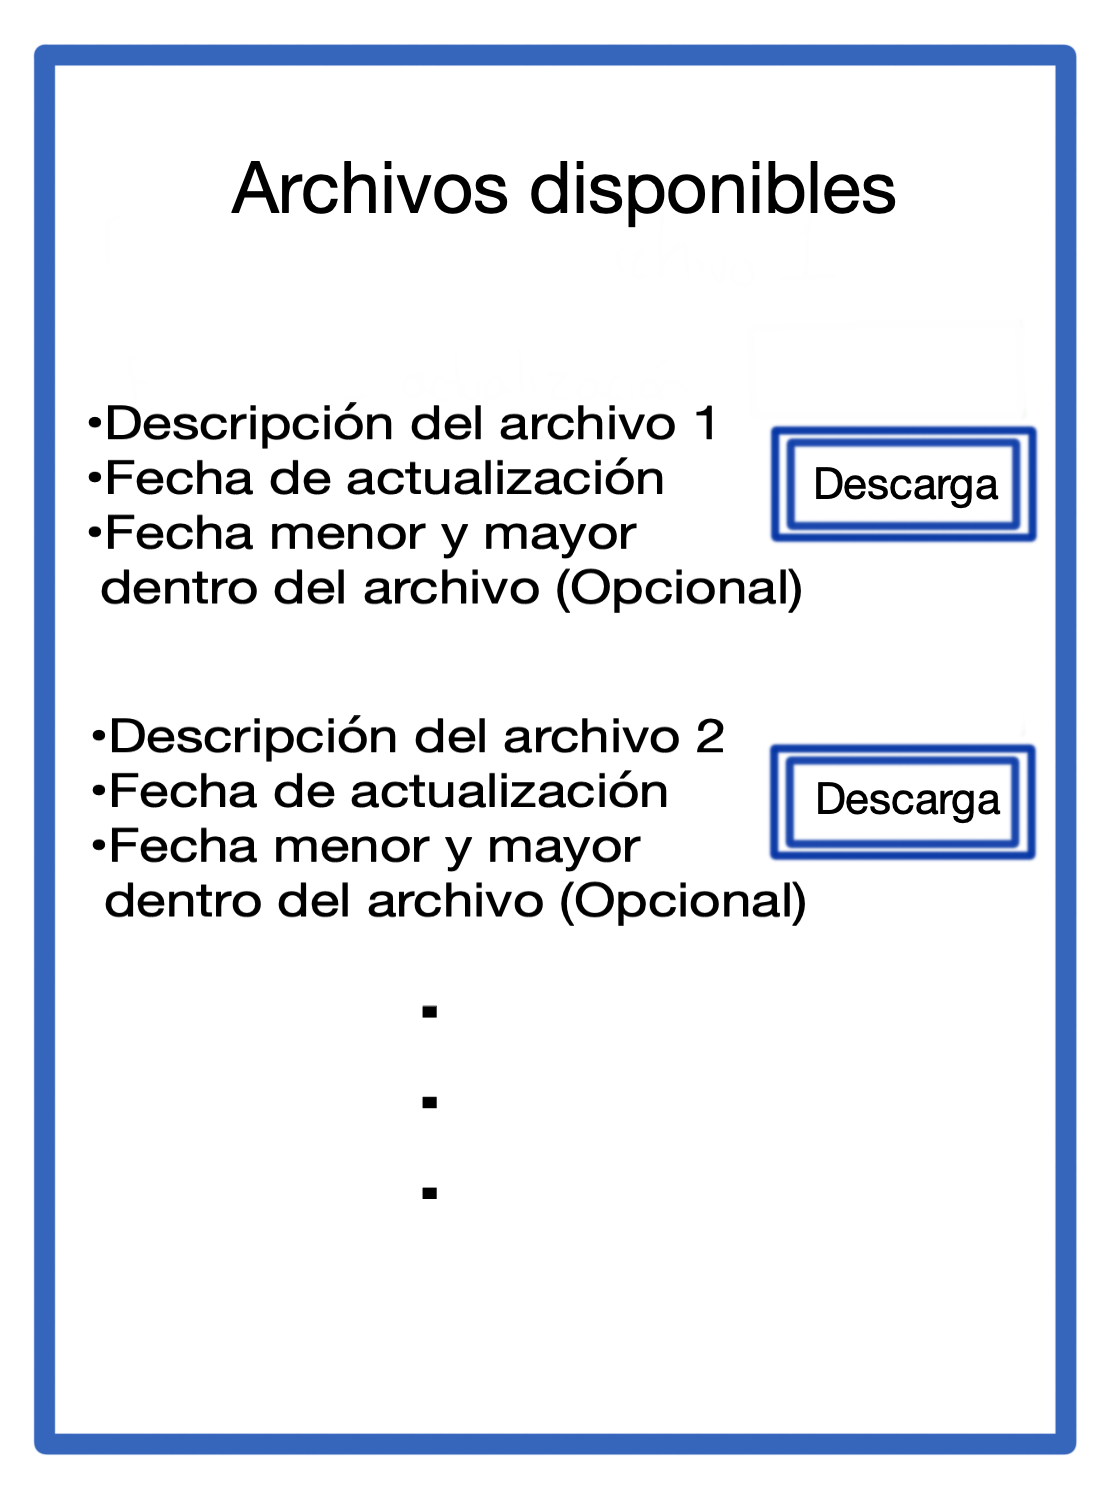 Archivos disponibles
•Descripción del archivo 1
•Fecha de actualización
•Fecha menor y mayor
dentro del archivo (Opcional)
Descarga
•Descripción del archivo 2
•Fecha de actualización
•Fecha menor y mayor
dentro del archivo (Opcional)
Descarga
.
.
.